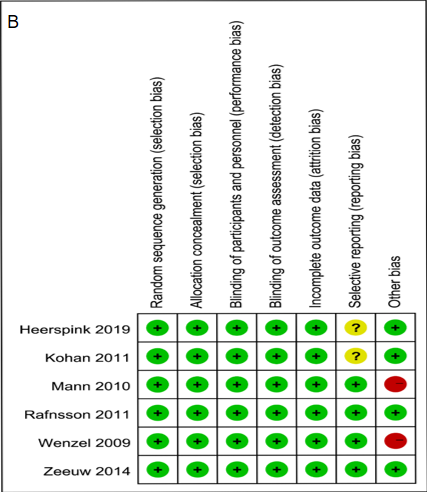 B
Random sequence generation (selection bias)
Allocation concealment (selection bias)
Blinding of participants and personnel (performance bias)
Blinding of outcome assessment (detection bias)
Incomplete outcome data (attrition bias)
Selective reporting (reporting bias)
Other bias
Heerspink 2019 + + + + + ? +
Kohan 2011 + + + + + ? +
Mann 2010 + + + + + + -
Rafnsson 2011 + + + + + + +
Wenzel 2009 + + + + + + -
Zeeuw 2014 + + + + + + +